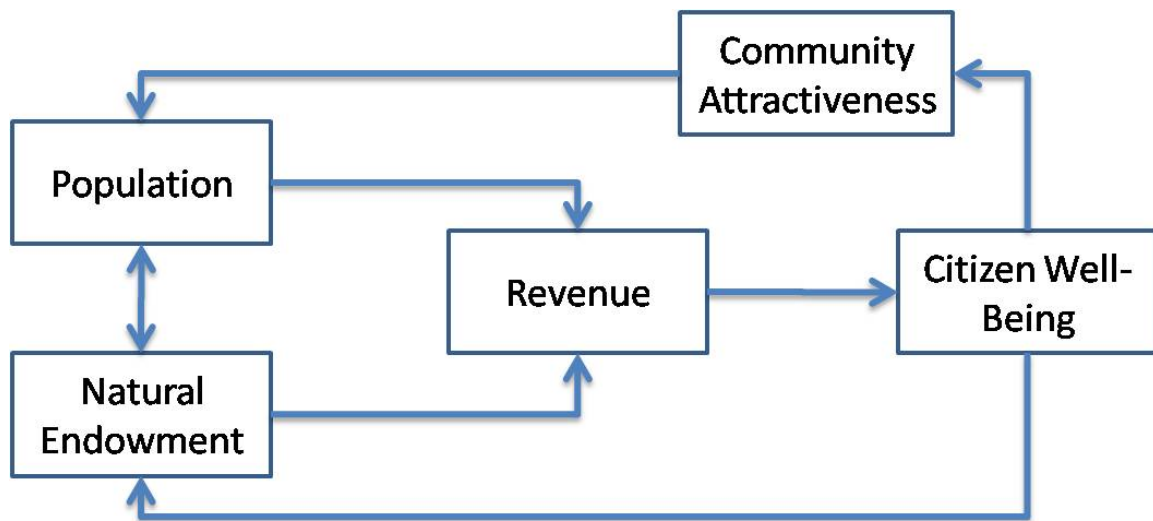 Community
Attractiveness
Population
Revenue
Citizen Well-
Being
Natural
Endowment